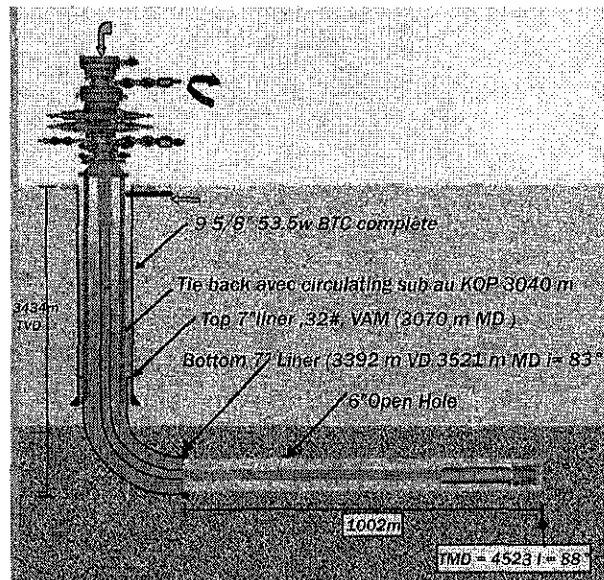 9 5/8" 53.5w BTC complète
3434m
TVD
Tie back avec circulating sub au KOP 3040 m
Top 7"liner ,32#, VAM (3070 m MD )
Bottom 7" Liner (3392 m VD 3521 m MD I= 83°
6"Open Hole
1002m
TMD = 4523 I= 88°